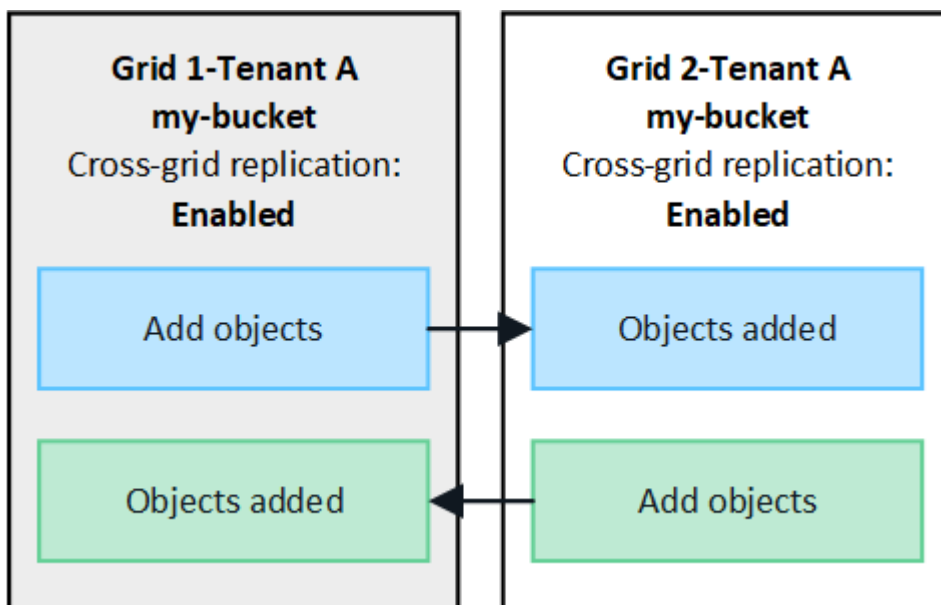 Grid 1-Tenant A
my-bucket
Cross-grid replication:
Enabled
Add objects
Objects added
Grid 2-Tenant A
my-bucket
Cross-grid replication:
Enabled
Objects added
Add objects